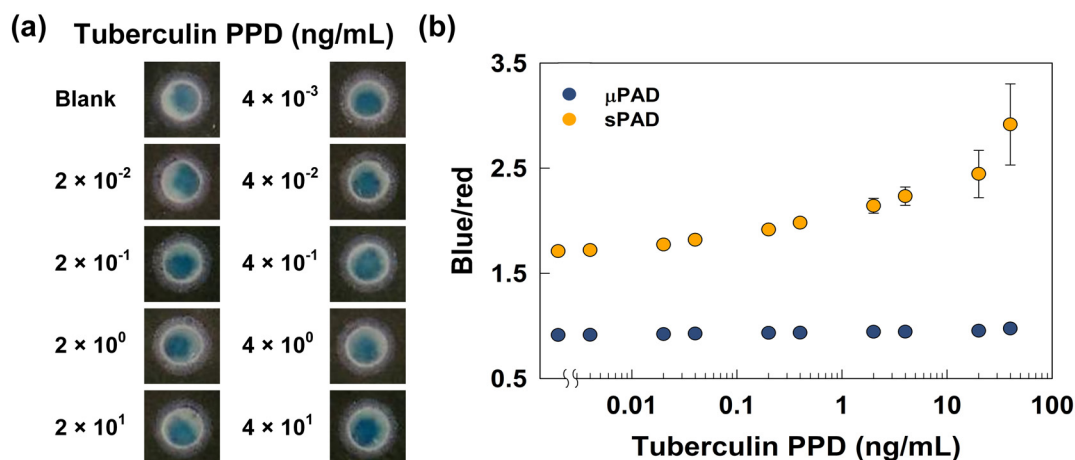 (a) Tuberculin PPD (ng/mL)
Blank 4 × 10⁻³
2 × 10⁻² 4 × 10⁻²
2 × 10⁻¹ 4 × 10⁻¹
2 × 10⁰ 4 × 10⁰
2 × 10¹ 4 × 10¹
(b)
3.5
2.5
1.5
0.5
Blue/red
μPAD
sPAD
0.01 0.1 1 10 100
Tuberculin PPD (ng/mL)